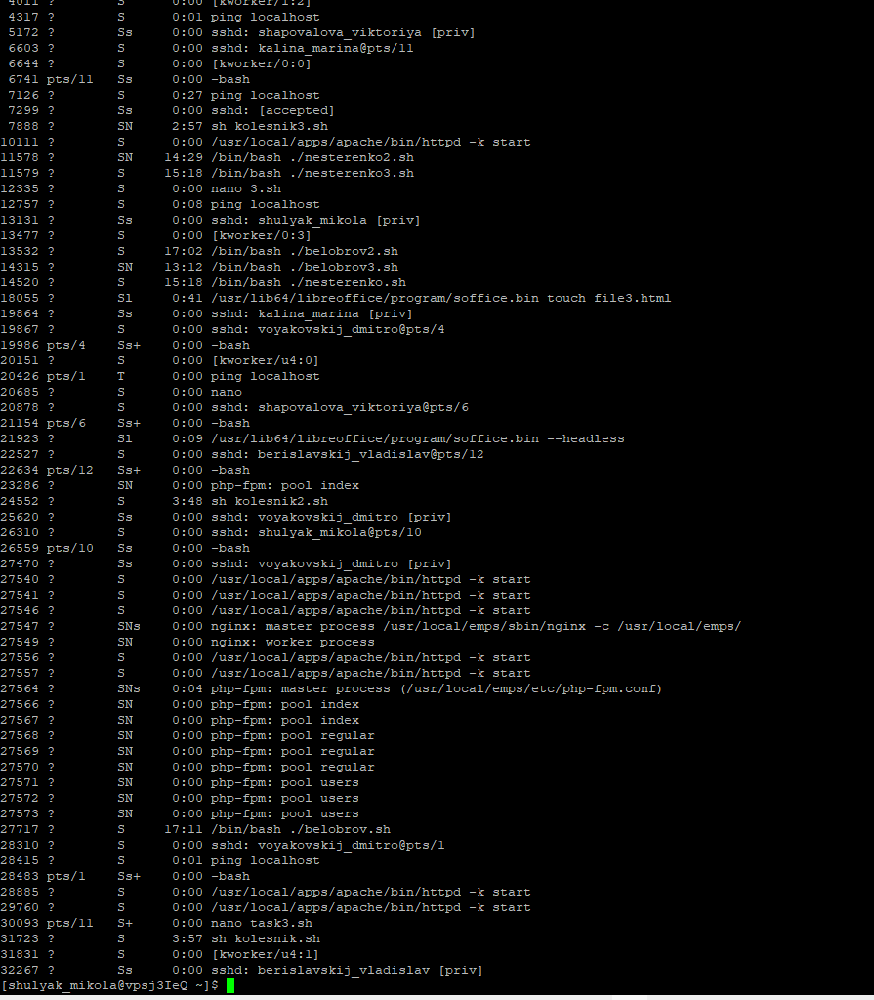 4011 ?        S      0:00 [kworker/1:2]
4317 ?        S      0:01 ping localhost
5172 ?        Ss     0:00 sshd: shapovalova_viktoriya [priv]
6603 ?        S      0:00 sshd: kalina_marina@pts/11
6644 ?        S      0:00 [kworker/0:0]
6741 pts/11   Ss     0:00 -bash
7126 ?        S      0:27 ping localhost
7299 ?        Ss     0:00 sshd: [accepted]
7888 ?        SN     2:57 sh kolesnik3.sh
10111 ?        S      0:00 /usr/local/apps/apache/bin/httpd -k start
11578 ?        SN    14:29 /bin/bash ./nesterenko2.sh
11579 ?        S     15:18 /bin/bash ./nesterenko3.sh
12335 ?        S      0:00 nano 3.sh
12757 ?        S      0:08 ping localhost
13131 ?        Ss     0:00 sshd: shulyak_mikola [priv]
13477 ?        S      0:00 [kworker/0:3]
13532 ?        S     17:02 /bin/bash ./belobrov2.sh
14315 ?        SN    13:12 /bin/bash ./belobrov3.sh
14520 ?        S     15:18 /bin/bash ./nesterenko.sh
18055 ?        Sl     0:41 /usr/lib64/libreoffice/program/soffice.bin touch file3.html
19864 ?        Ss     0:00 sshd: kalina_marina [priv]
19867 ?        S      0:00 sshd: voyakovskij_dmitro@pts/4
19986 pts/4    Ss+    0:00 -bash
20151 ?        S      0:00 [kworker/u4:0]
20426 pts/1    T      0:00 ping localhost
20685 ?        S      0:00 nano
20878 ?        S      0:00 sshd: shapovalova_viktoriya@pts/6
21154 pts/6    Ss+    0:00 -bash
21923 ?        Sl     0:09 /usr/lib64/libreoffice/program/soffice.bin --headless
22527 ?        S      0:00 sshd: berislavskij_vladislav@pts/12
22634 pts/12   Ss+    0:00 -bash
23286 ?        SN     0:00 php-fpm: pool index
24552 ?        S      3:48 sh kolesnik2.sh
25620 ?        Ss     0:00 sshd: voyakovskij_dmitro [priv]
26310 ?        S      0:00 sshd: shulyak_mikola@pts/10
26559 pts/10   Ss     0:00 -bash
27470 ?        Ss     0:00 sshd: voyakovskij_dmitro [priv]
27540 ?        S      0:00 /usr/local/apps/apache/bin/httpd -k start
27541 ?        S      0:00 /usr/local/apps/apache/bin/httpd -k start
27546 ?        S      0:00 /usr/local/apps/apache/bin/httpd -k start
27547 ?        SNs    0:00 nginx: master process /usr/local/emps/sbin/nginx -c /usr/local/emps/
27549 ?        SN     0:00 nginx: worker process
27556 ?        S      0:00 /usr/local/apps/apache/bin/httpd -k start
27557 ?        S      0:00 /usr/local/apps/apache/bin/httpd -k start
27564 ?        SNs    0:04 php-fpm: master process (/usr/local/emps/etc/php-fpm.conf)
27566 ?        SN     0:00 php-fpm: pool index
27567 ?        SN     0:00 php-fpm: pool index
27568 ?        SN     0:00 php-fpm: pool regular
27569 ?        SN     0:00 php-fpm: pool regular
27570 ?        SN     0:00 php-fpm: pool regular
27571 ?        SN     0:00 php-fpm: pool users
27572 ?        SN     0:00 php-fpm: pool users
27573 ?        SN     0:00 php-fpm: pool users
27717 ?        S     17:11 /bin/bash ./belobrov.sh
28310 ?        S      0:00 sshd: voyakovskij_dmitro@pts/1
28415 ?        S      0:01 ping localhost
28483 pts/1    Ss+    0:00 -bash
28885 ?        S      0:00 /usr/local/apps/apache/bin/httpd -k start
29760 ?        S      0:00 /usr/local/apps/apache/bin/httpd -k start
30093 pts/11   S+     0:00 nano task3.sh
31723 ?        S      3:57 sh kolesnik.sh
31831 ?        S      0:00 [kworker/u4:1]
32267 ?        Ss     0:00 sshd: berislavskij_vladislav [priv]
[shulyak_mikola@vpsj3IeQ ~]$